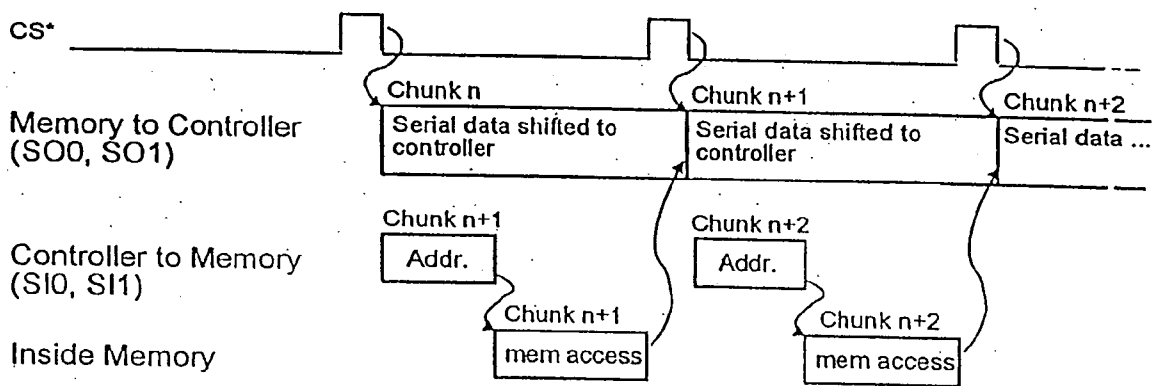 CS*
Chunk n
Chunk n+1
Chunk n+2
Memory to Controller
(SO0, SO1)
Serial data shifted to
controller
Serial data shifted to
controller
Serial data ...
Chunk n+1
Chunk n+2
Controller to Memory
(SI0, SI1)
Addr.
Addr.
Chunk n+1
Chunk n+2
Inside Memory
mem access
mem access